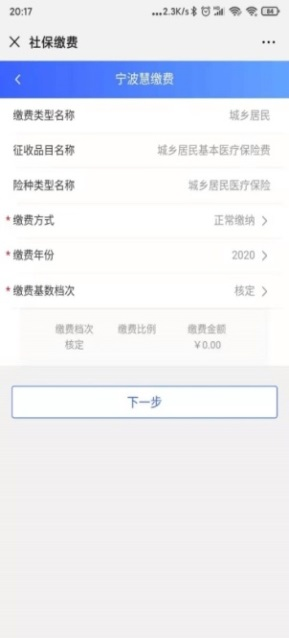 20:17
...2.3K/s
84
社保缴费
宁波慧缴费
缴费类型名称 城乡居民
征收品目名称 城乡居民基本医疗保险费
险种类型名称 城乡居民医疗保险
*缴费方式 正常缴纳
*缴费年份 2020
*缴费基数档次 核定
缴费档次 缴费比例 缴费金额
核定 ¥0.00
下一步